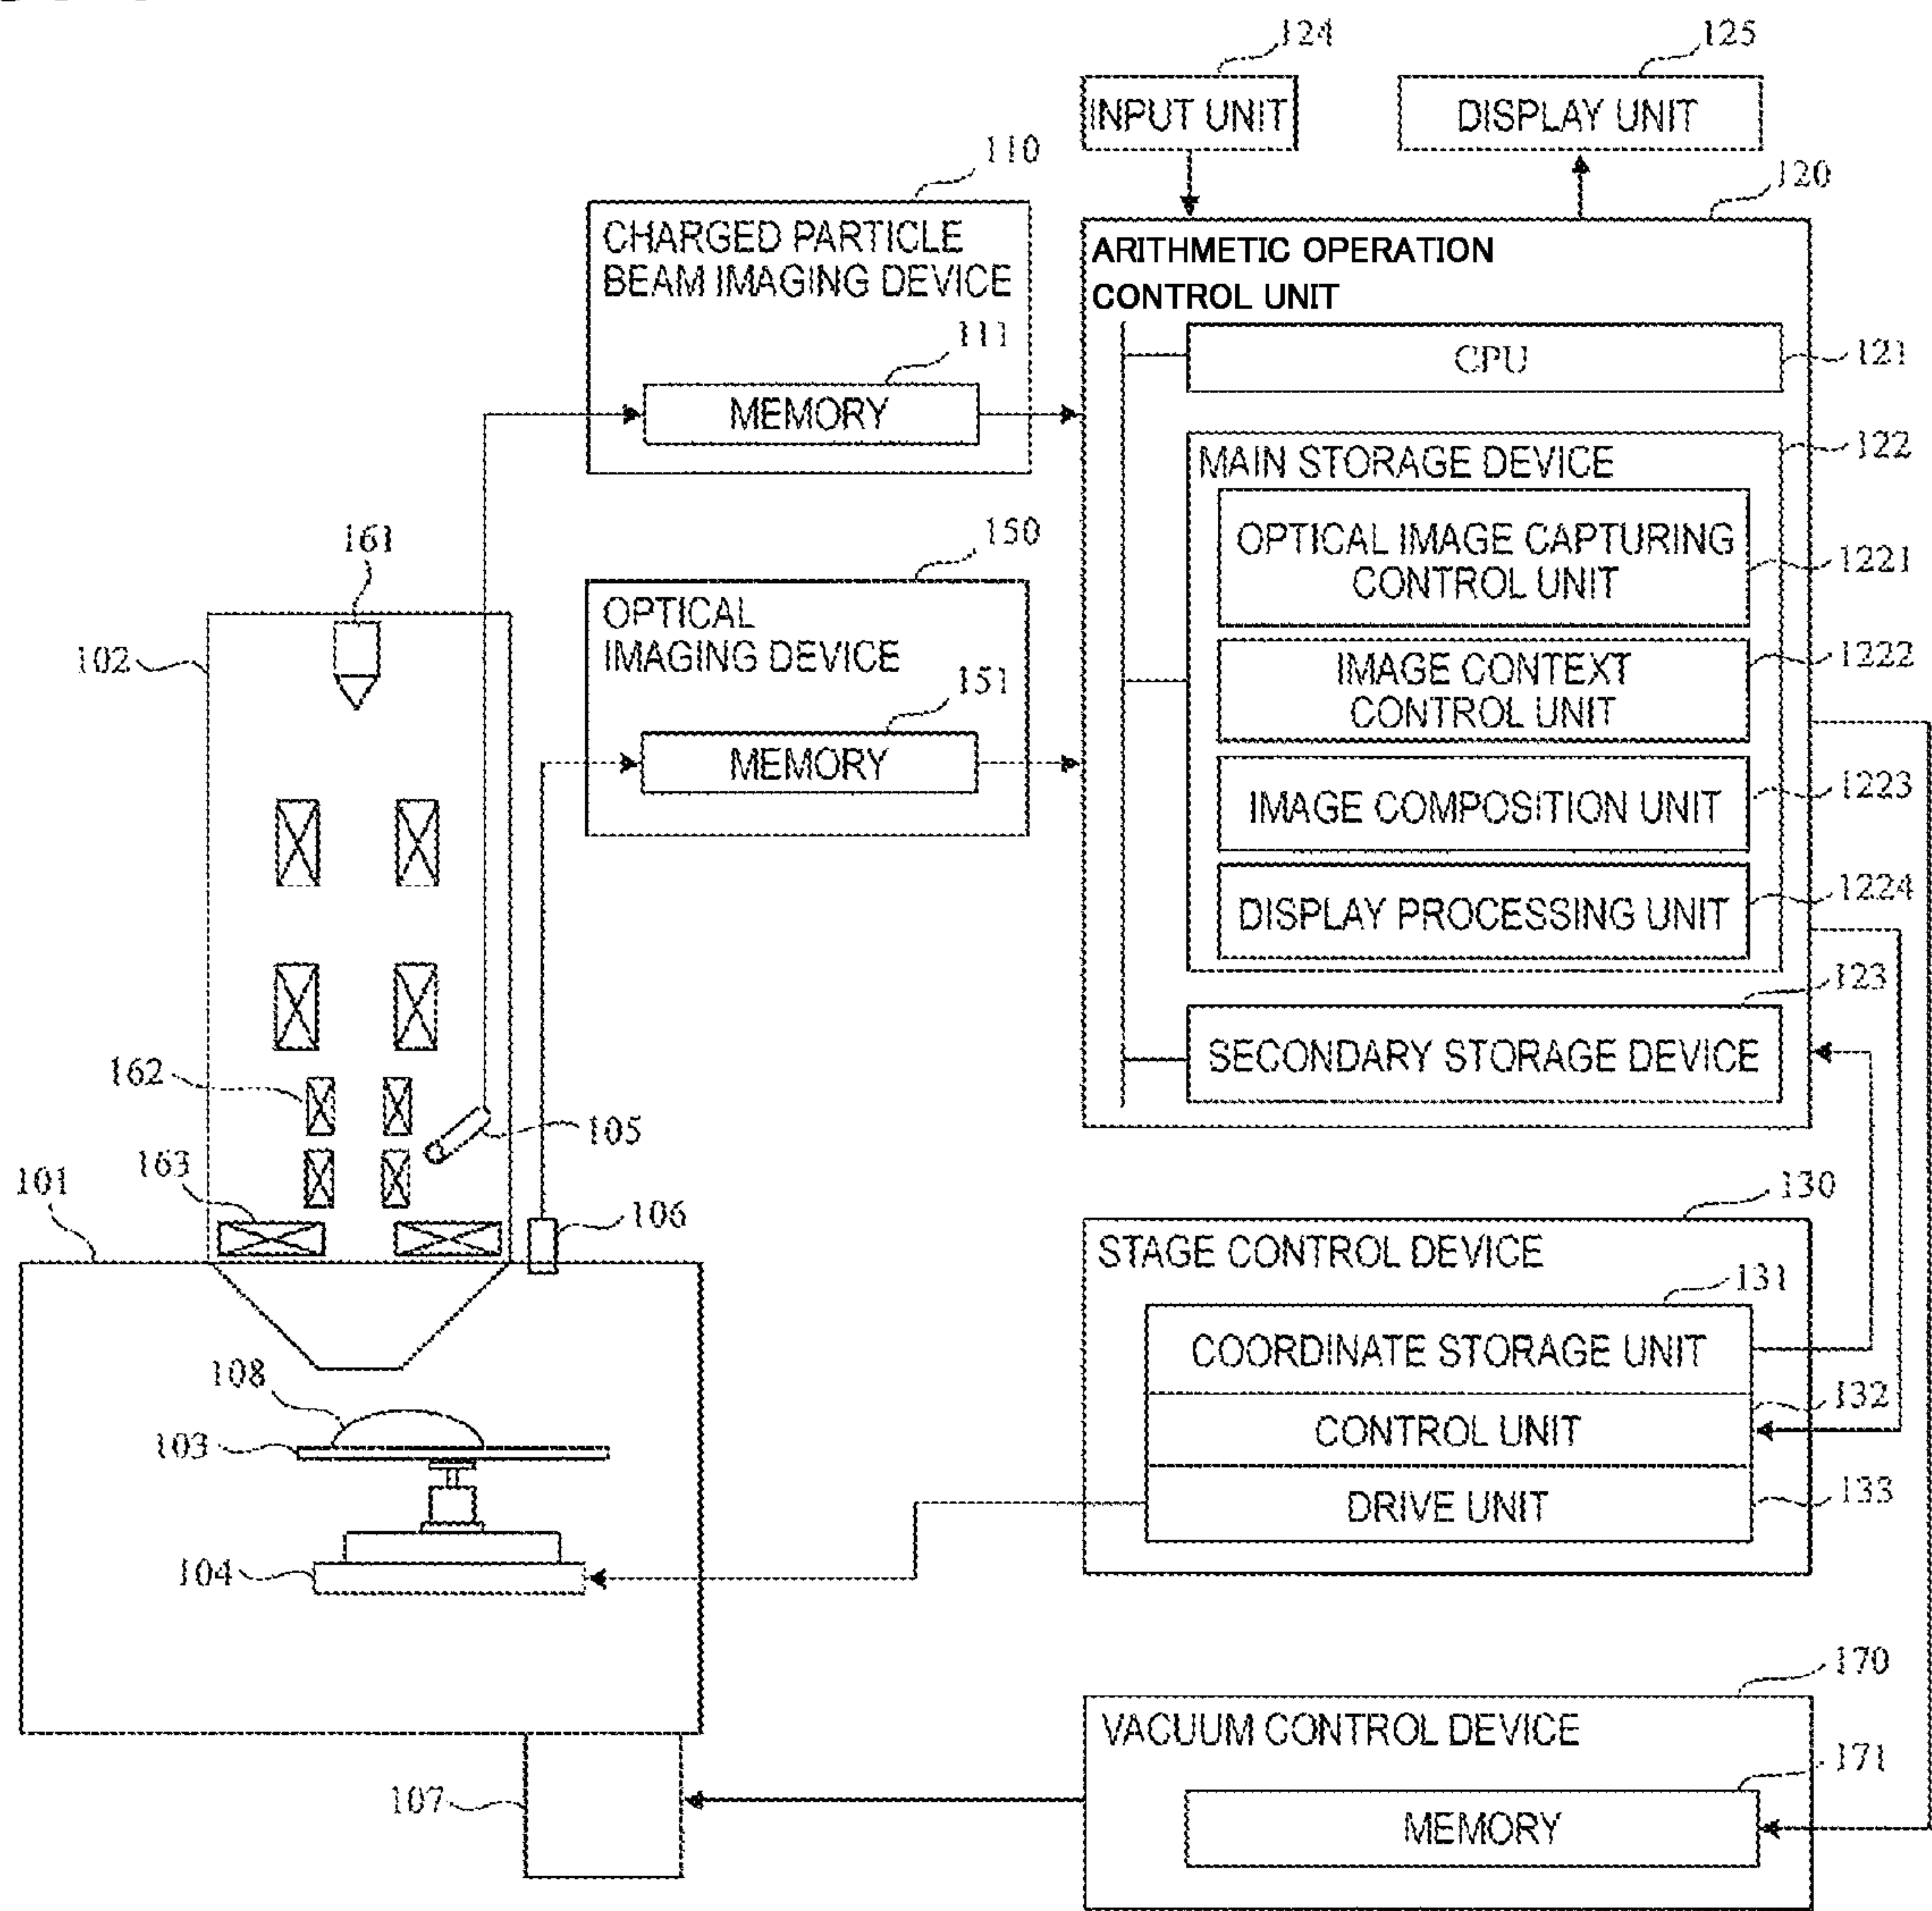 124
125
INPUT UNIT
DISPLAY UNIT
110
120
CHARGED PARTICLE
BEAM IMAGING DEVICE
111
MEMORY
ARITHMETIC OPERATION
CONTROL UNIT
CPU
121
MAIN STORAGE DEVICE
122
OPTICAL IMAGE CAPTURING
CONTROL UNIT
1221
IMAGE CONTEXT
CONTROL UNIT
1222
IMAGE COMPOSITION UNIT
1223
DISPLAY PROCESSING UNIT
1224
123
SECONDARY STORAGE DEVICE
150
OPTICAL
IMAGING DEVICE
151
MEMORY
161
102
162
105
163
101
106
108
103
104
107
130
STAGE CONTROL DEVICE
131
COORDINATE STORAGE UNIT
132
CONTROL UNIT
DRIVE UNIT
133
170
VACUUM CONTROL DEVICE
171
MEMORY